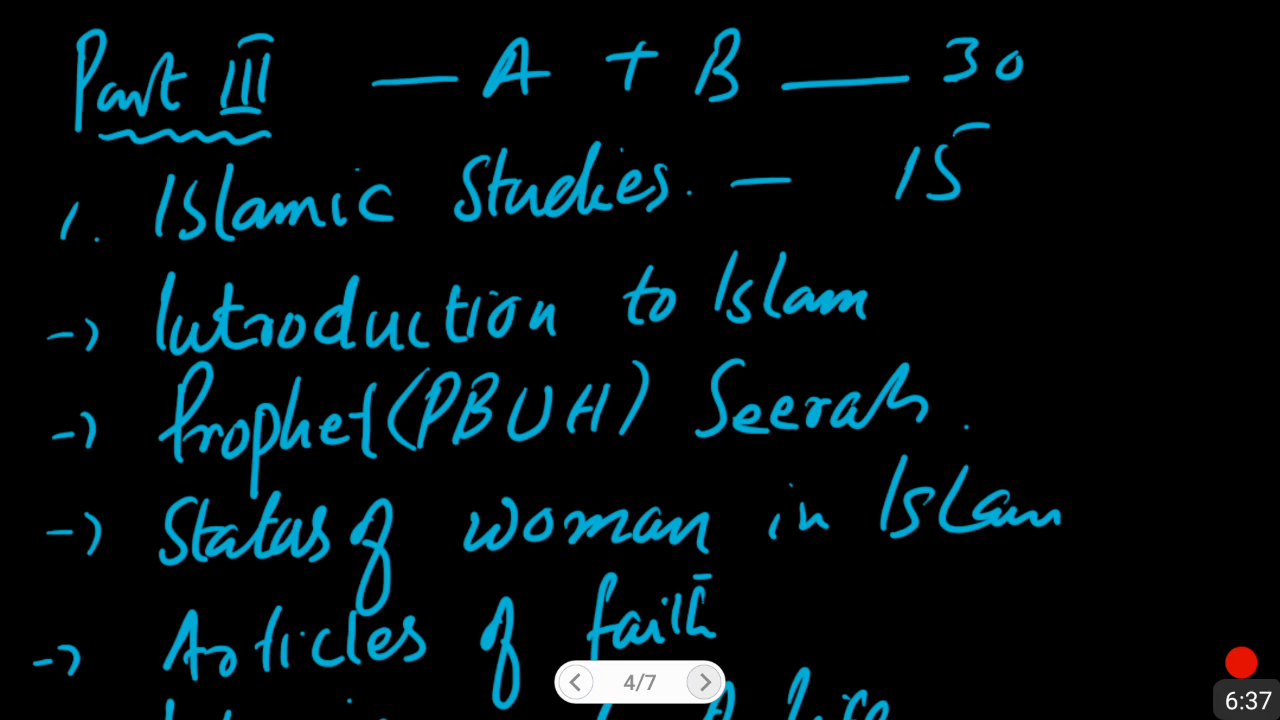 Part III — A + B — 30
1. Islamic Studies. — 15
→ Introduction to Islam
→ Prophet (PBUH) Seerah.
→ Status of woman in Islam
→ Articles of faith
life
4/7
6:37